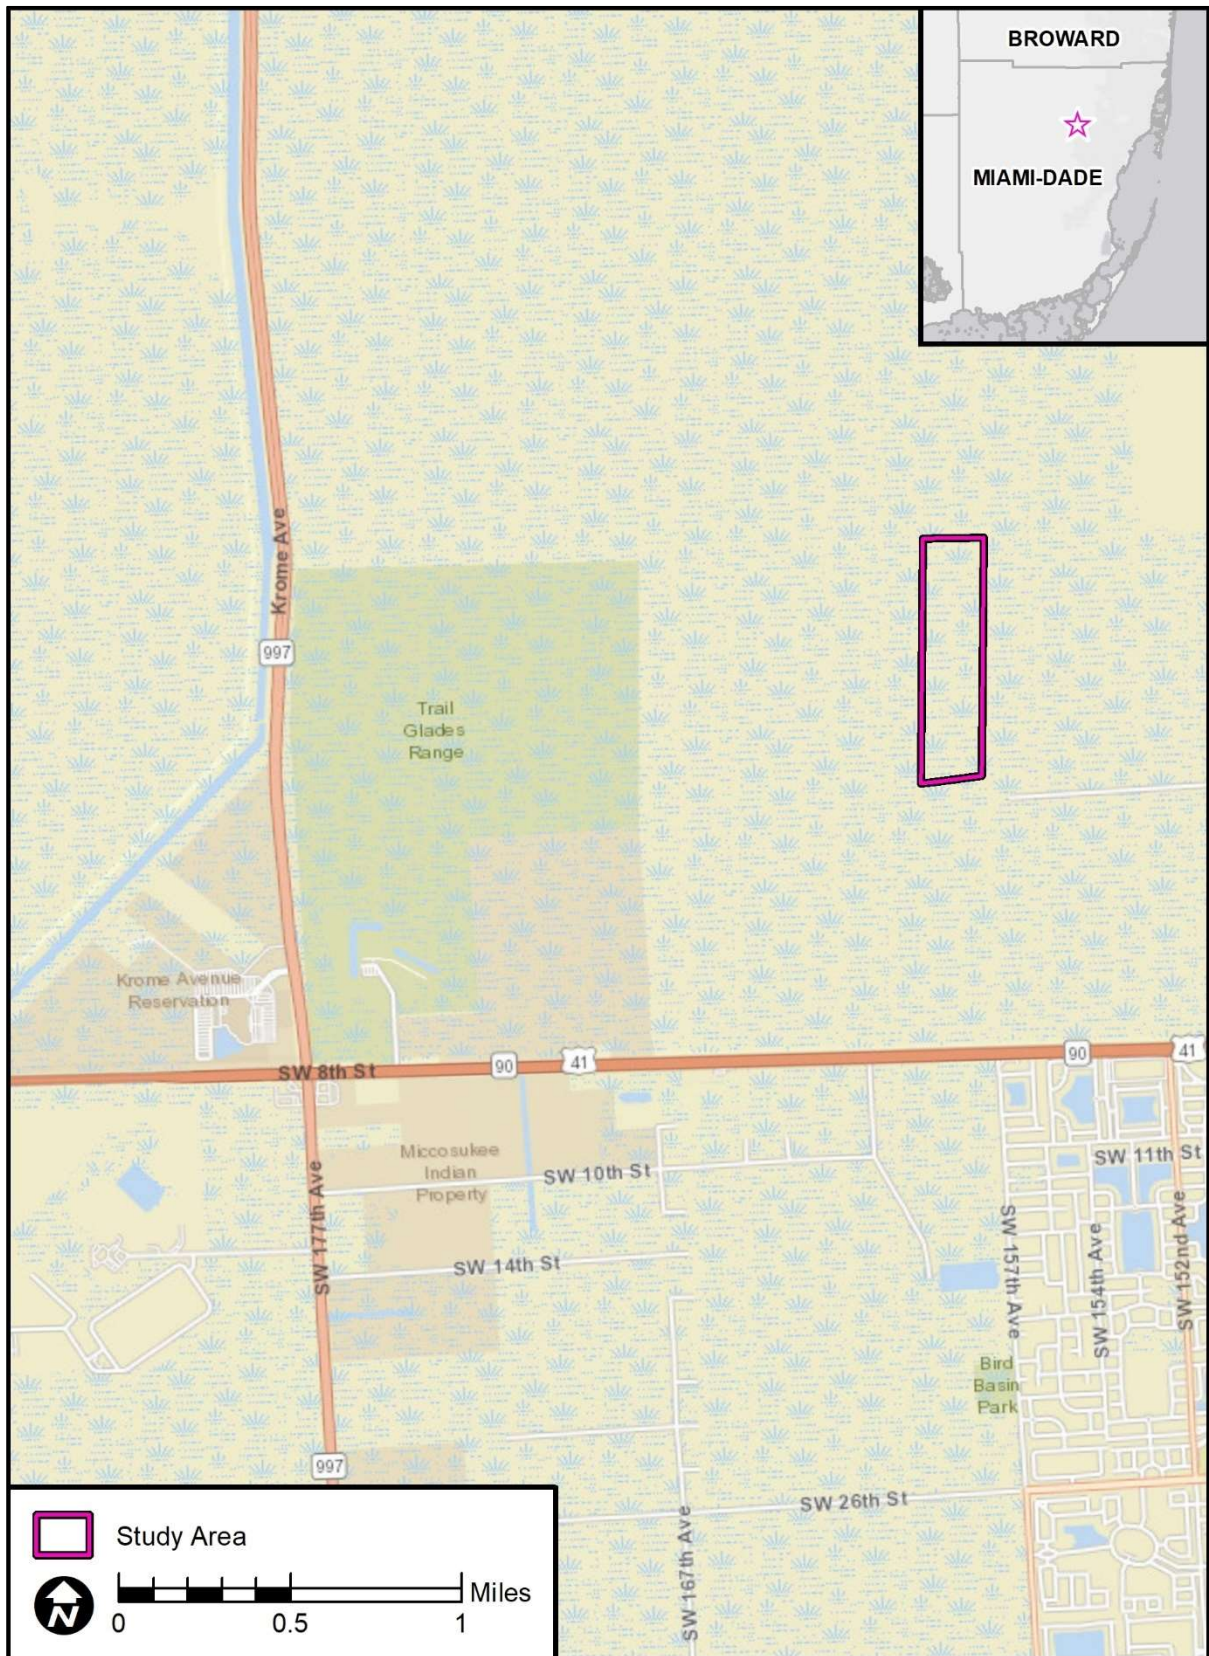 BROWARD
MIAMI-DADE
Krome Ave
997
Trail
Glades
Range
Krome Avenue
Reservation
SW 8th St
90
41
90
41
Miccosukee
Indian
Property
SW 10th St
SW 11th St
SW 177th Ave
SW 14th St
SW 157th Ave
SW 154th Ave
SW 152nd Ave
Bird
Basin
Park
997
SW 26th St
SW 167th Ave
Study Area
N
Miles
0
0.5
1